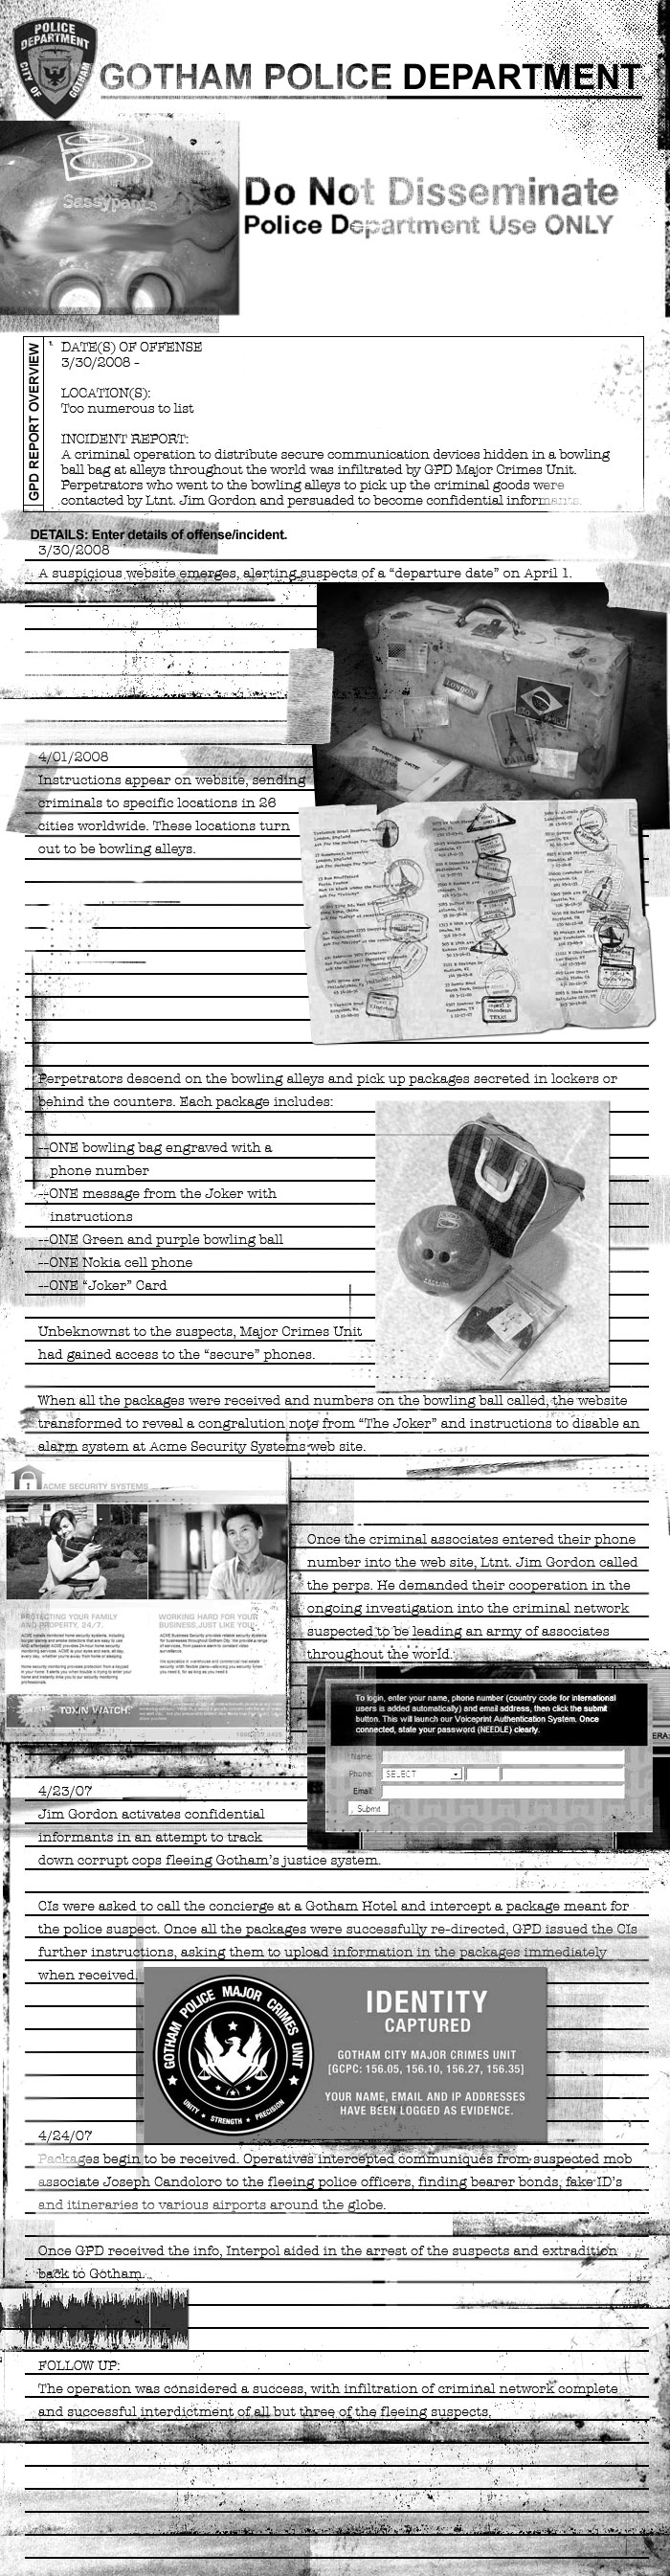 POLICE
DEPARTMENT
CITY OF GOTHAM
GOTHAM POLICE DEPARTMENT
Sassypants
Do Not Disseminate
Police Department Use ONLY
GPD REPORT OVERVIEW
DATE(S) OF OFFENSE
3/30/2008 -
LOCATION(S):
Too numerous to list
INCIDENT REPORT:
A criminal operation to distribute secure communication devices hidden in a bowling
ball bag at alleys throughout the world was infiltrated by GPD Major Crimes Unit.
Perpetrators who went to the bowling alleys to pick up the criminal goods were
contacted by Ltnt. Jim Gordon and persuaded to become confidential informants.
DETAILS: Enter details of offense/incident.
3/30/2008
A suspicious website emerges, alerting suspects of a “departure date” on April 1.
LONDON
PARIS
DEPARTURE DATE
4/01/2008
Instructions appear on website, sending
criminals to specific locations in 26
cities worldwide. These locations turn
out to be bowling alleys.
Perpetrators descend on the bowling alleys and pick up packages secreted in lockers or
behind the counters. Each package includes:
--ONE bowling bag engraved with a
phone number
--ONE message from the Joker with
instructions
--ONE Green and purple bowling ball
--ONE Nokia cell phone
--ONE “Joker” Card
Unbeknownst to the suspects, Major Crimes Unit
had gained access to the “secure” phones.
When all the packages were received and numbers on the bowling ball called, the website
transformed to reveal a congralution note from “The Joker” and instructions to disable an
alarm system at Acme Security Systems web site.
ACME SECURITY SYSTEMS
PROTECTING YOUR FAMILY
AND PROPERTY, 24/7.
WORKING HARD FOR YOUR
BUSINESS, JUST LIKE YOU.
TOXIN WATCH:
Once the criminal associates entered their phone
number into the web site, Ltnt. Jim Gordon called
the perps. He demanded their cooperation in the
ongoing investigation into the criminal network
suspected to be leading an army of associates
throughout the world.
To login, enter your name, phone number (country code for international
users is added automatically) and email address, then click the submit
button. This will launch our Voiceprint Authentication System. Once
connected, state your password (NEEDLE) clearly.
Name:
Phone: SELECT
Email:
Submit
4/23/07
Jim Gordon activates confidential
informants in an attempt to track
down corrupt cops fleeing Gotham's justice system.
CIs were asked to call the concierge at a Gotham Hotel and intercept a package meant for
the police suspect. Once all the packages were successfully re-directed, GPD issued the CIs
further instructions, asking them to upload information in the packages immediately
when received.
GOTHAM POLICE MAJOR CRIMES UNIT
UNITY • STRENGTH • PRECISION
IDENTITY
CAPTURED
GOTHAM CITY MAJOR CRIMES UNIT
[GCPC: 156.05, 156.10, 156.27, 156.35]
YOUR NAME, EMAIL AND IP ADDRESSES
HAVE BEEN LOGGED AS EVIDENCE.
4/24/07
Packages begin to be received. Operatives intercepted communiques from suspected mob
associate Joseph Candoloro to the fleeing police officers, finding bearer bonds, fake ID's
and itineraries to various airports around the globe.
Once GPD received the info, Interpol aided in the arrest of the suspects and extradition
back to Gotham.
FOLLOW UP:
The operation was considered a success, with infiltration of criminal network complete
and successful interdictment of all but three of the fleeing suspects.